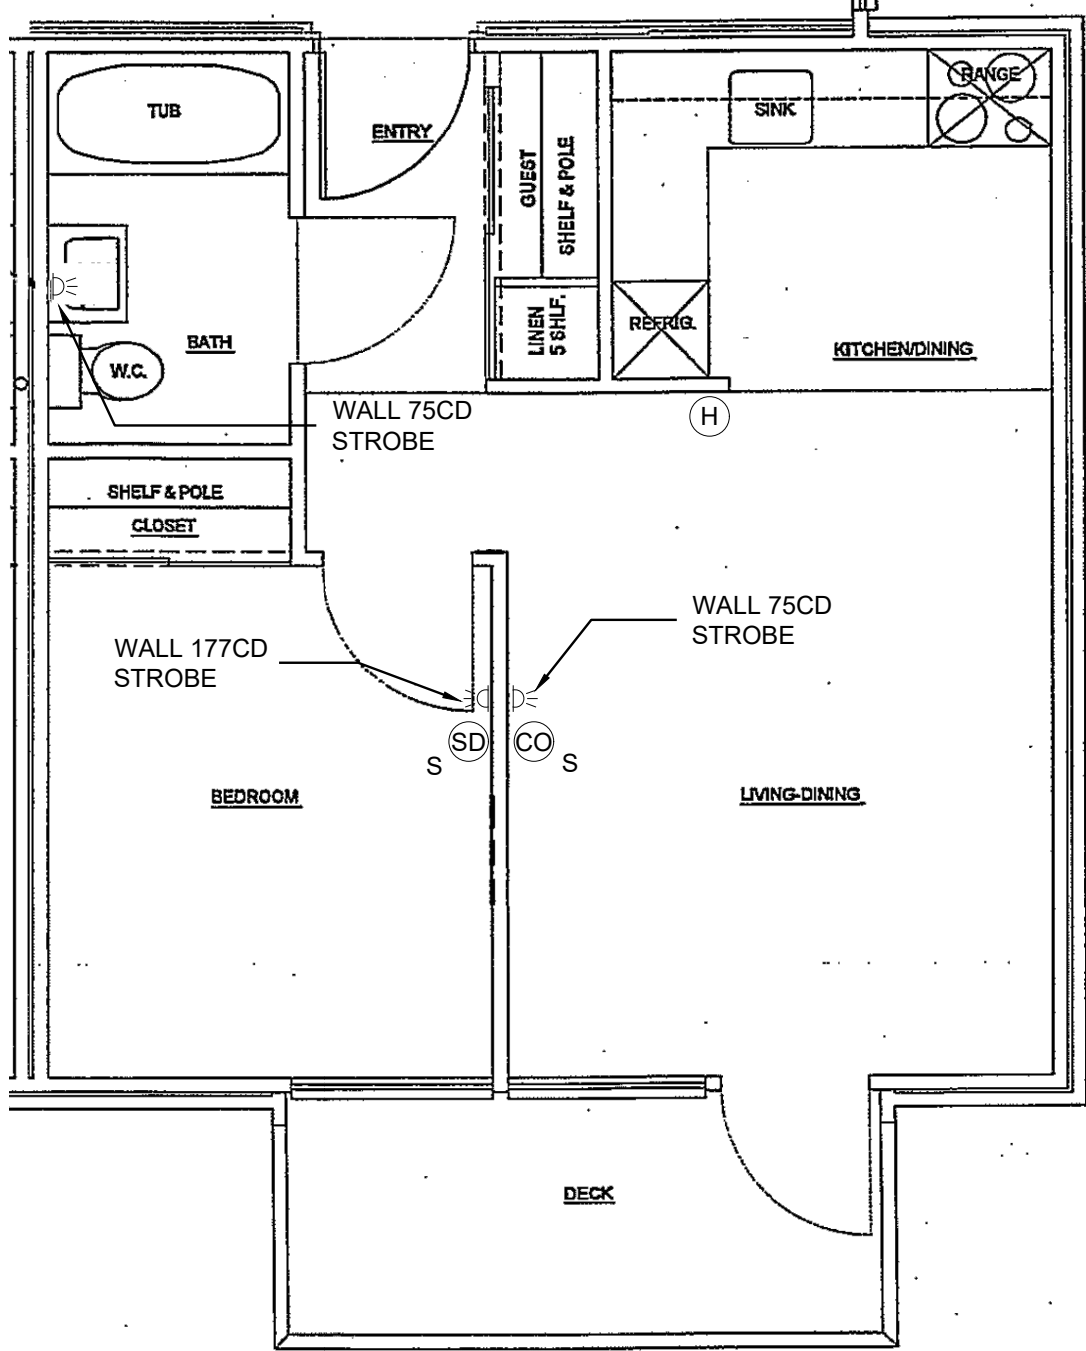 TUB
ENTRY
GUEST
SHELF & POLE
SINK
RANGE
LINEN
5 SHLF.
REFRIG.
KITCHEN/DINING
BATH
W.C.
WALL 75CD
STROBE
H
SHELF & POLE
CLOSET
WALL 75CD
STROBE
WALL 177CD
STROBE
SD
CO
S
S
BEDROOM
LIVING-DINING
DECK